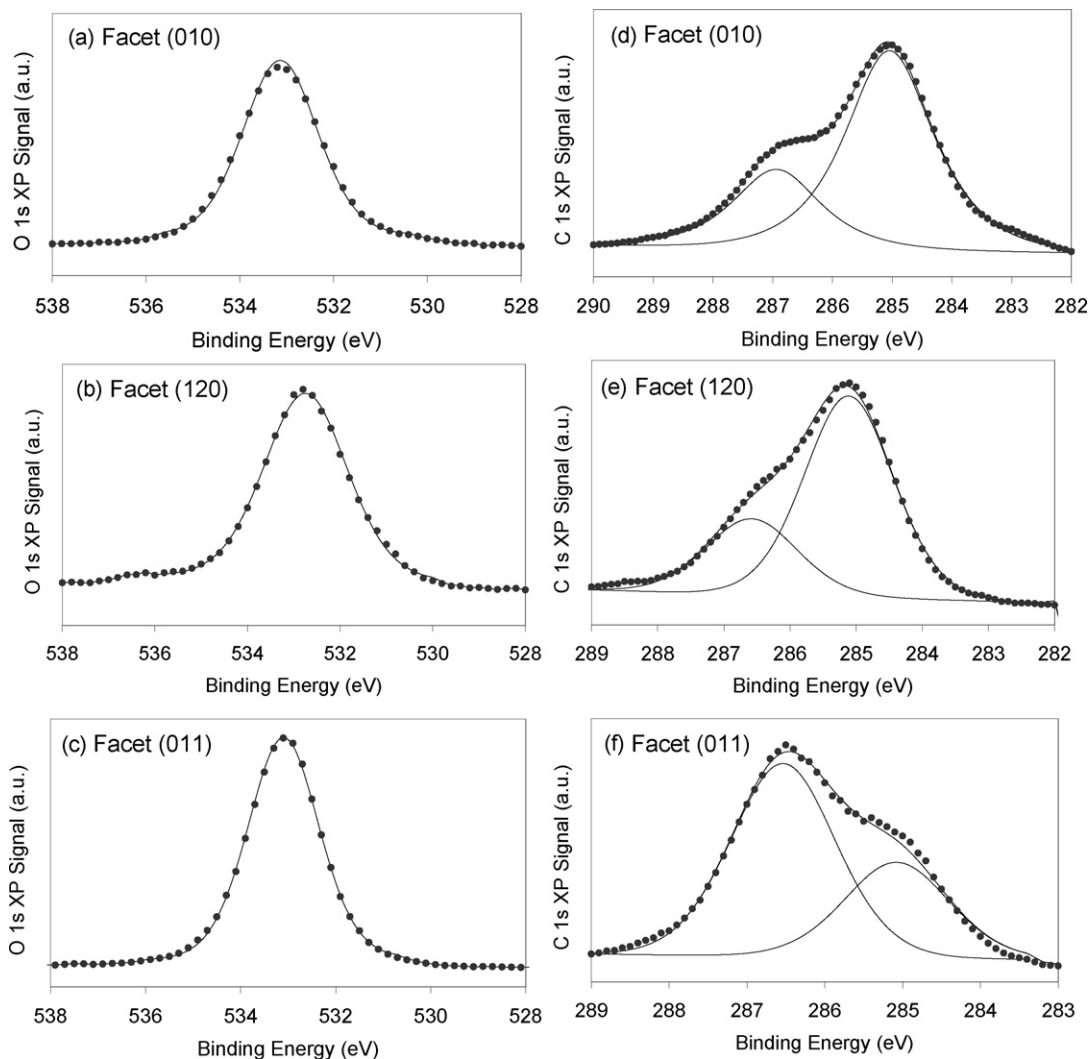 (a) Facet (010)
O 1s XP Signal (a.u.)
538 536 534 532 530 528
Binding Energy (eV)
(d) Facet (010)
C 1s XP Signal (a.u.)
290 289 288 287 286 285 284 283 282
Binding Energy (eV)
(b) Facet (120)
O 1s XP Signal (a.u.)
538 536 534 532 530 528
Binding Energy (eV)
(e) Facet (120)
C 1s XP Signal (a.u.)
289 288 287 286 285 284 283 282
Binding Energy (eV)
(c) Facet (011)
O 1s XP Signal (a.u.)
538 536 534 532 530 528
Binding Energy (eV)
(f) Facet (011)
C 1s XP Signal (a.u.)
289 288 287 286 285 284 283
Binding Energy (eV)